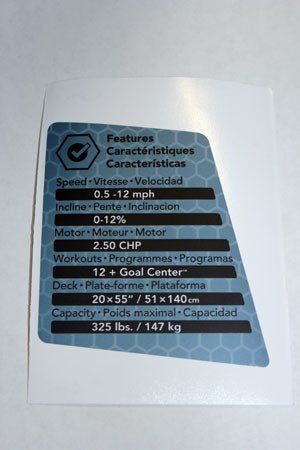 Features
Caractéristiques
Características
Speed • Vitesse • Velocidad
0.5 -12 mph
Incline • Pente • Inclinacion
0-12%
Motor • Moteur • Motor
2.50 CHP
Workouts • Programmes • Programas
12 + Goal Center™
Deck • Plate-forme • Plataforma
20 × 55” / 51 × 140 cm
Capacity • Poids maximal • Capacidad
325 lbs. / 147 kg